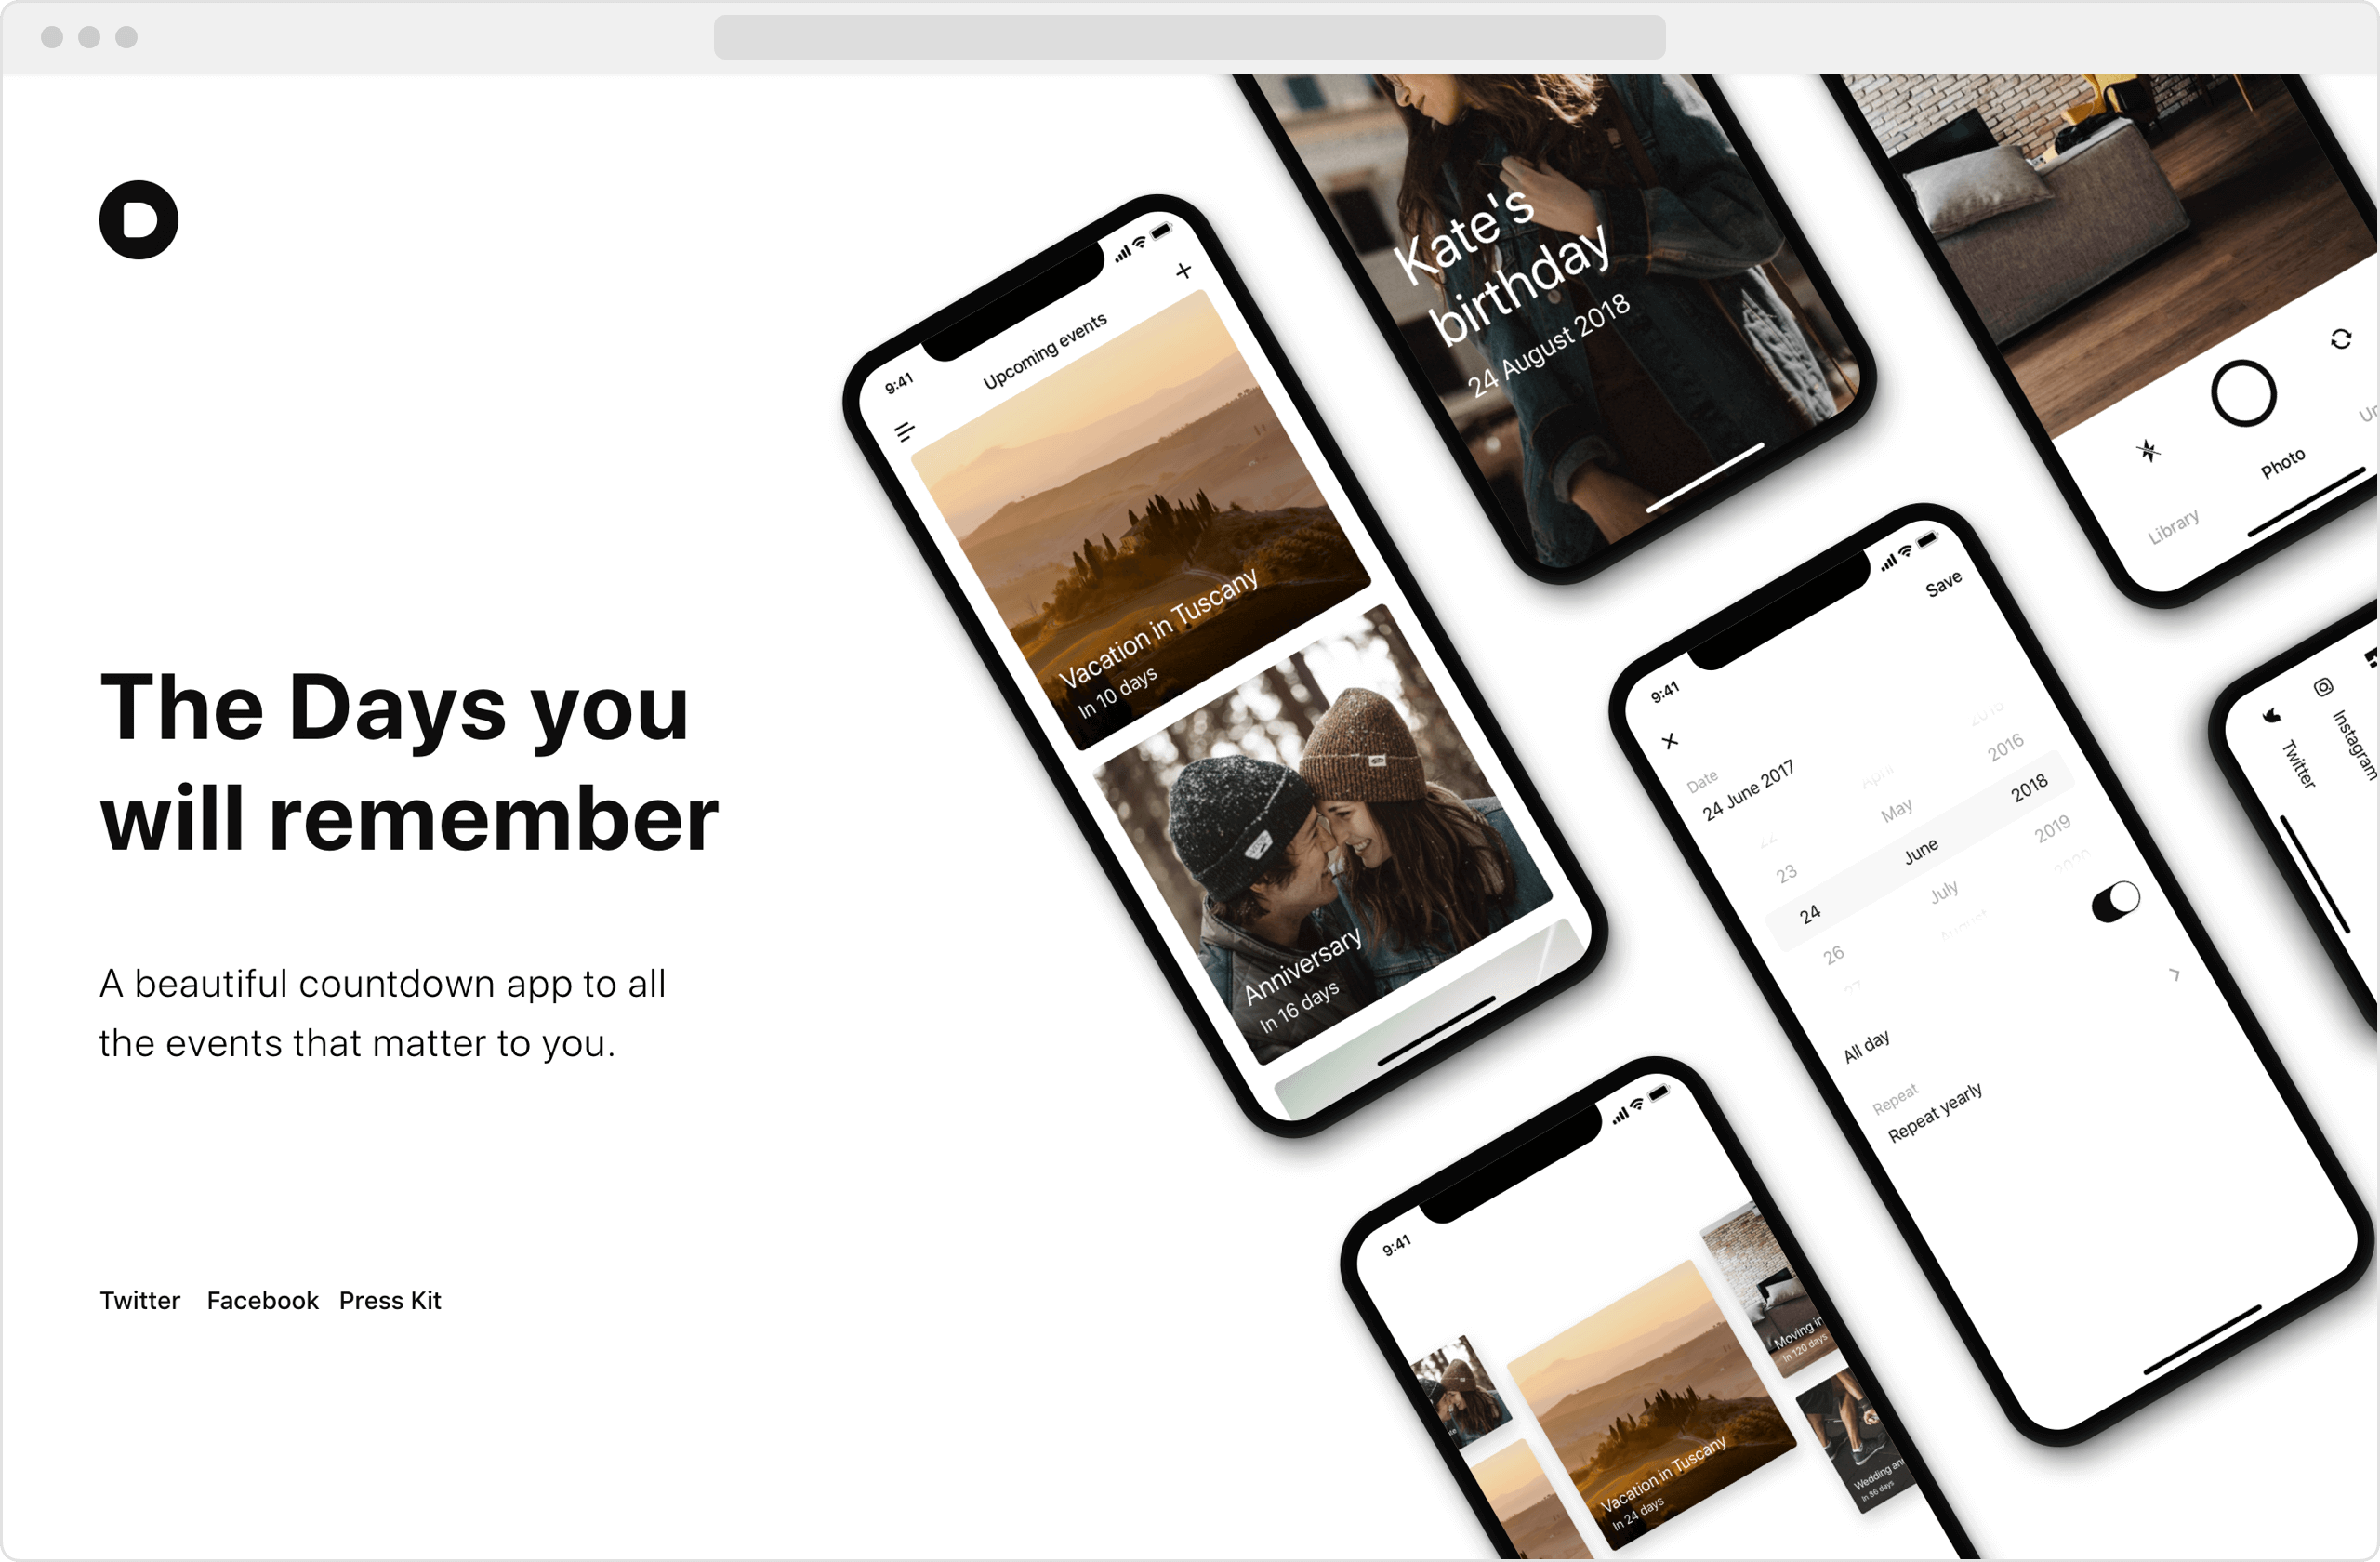 The Days you
will remember
A beautiful countdown app to all
the events that matter to you.
Twitter Facebook Press Kit
9:41
Upcoming events
Vacation in Tuscany
In 10 days
Anniversary
In 16 days
Kate's
birthday
24 August 2018
Photo
Library
9:41
Save
Date
24 June 2017
2016
May
2018
23
June
2019
24
July
26
All day
Repeat
Repeat yearly
Twitter
Instagram
9:41
Moving in
In 120 days
Vacation in Tuscany
In 24 days
Wedding
In 86 days